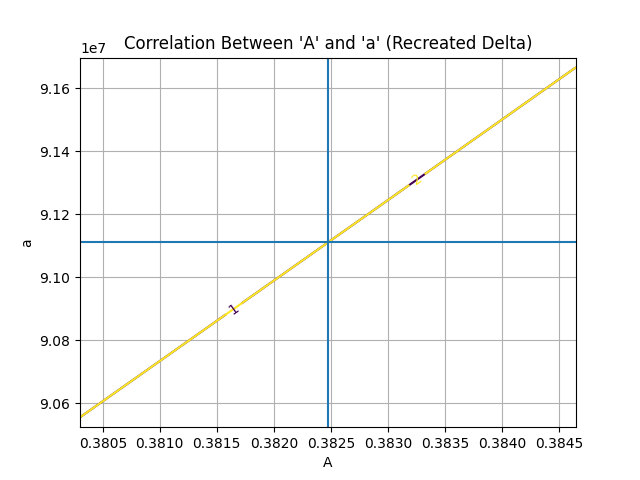 Correlation Between 'A' and 'a' (Recreated Delta)
1e7
9.16
9.14
9.12
9.10
9.08
9.06
a
2
1
0.3805 0.3810 0.3815 0.3820 0.3825 0.3830 0.3835 0.3840 0.3845
A